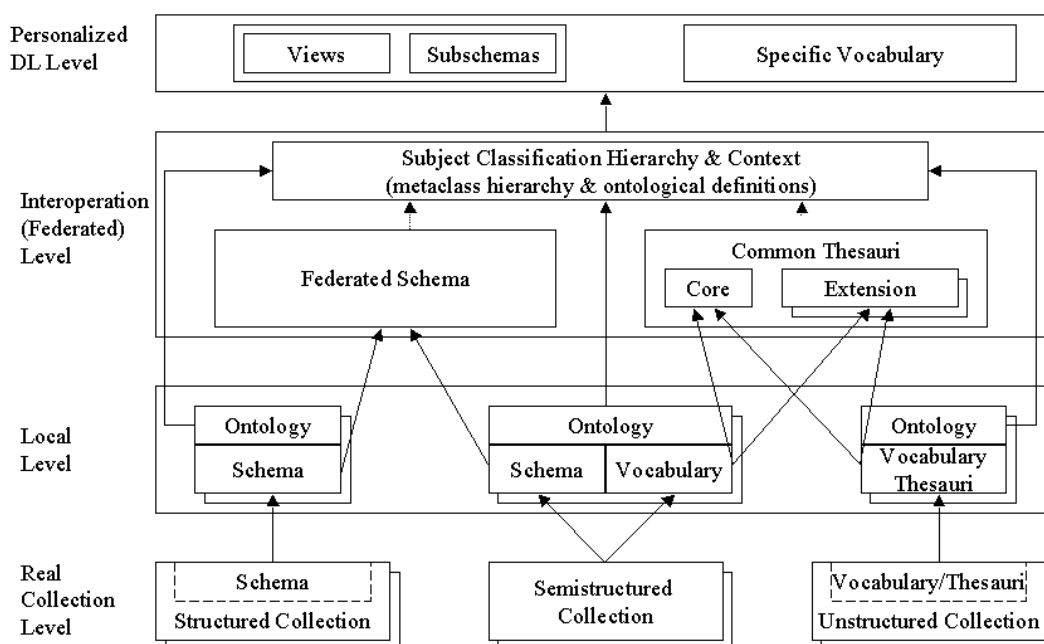 Personalized
DL Level
Views
Subschemas
Specific Vocabulary
Interoperation
(Federated)
Level
Subject Classification Hierarchy & Context
(metaclass hierarchy & ontological definitions)
Federated Schema
Common Thesauri
Core
Extension
Local
Level
Ontology
Schema
Ontology
Schema
Vocabulary
Ontology
Vocabulary
Thesauri
Real
Collection
Level
Schema
Structured Collection
Semistructured
Collection
Vocabulary/Thesauri
Unstructured Collection